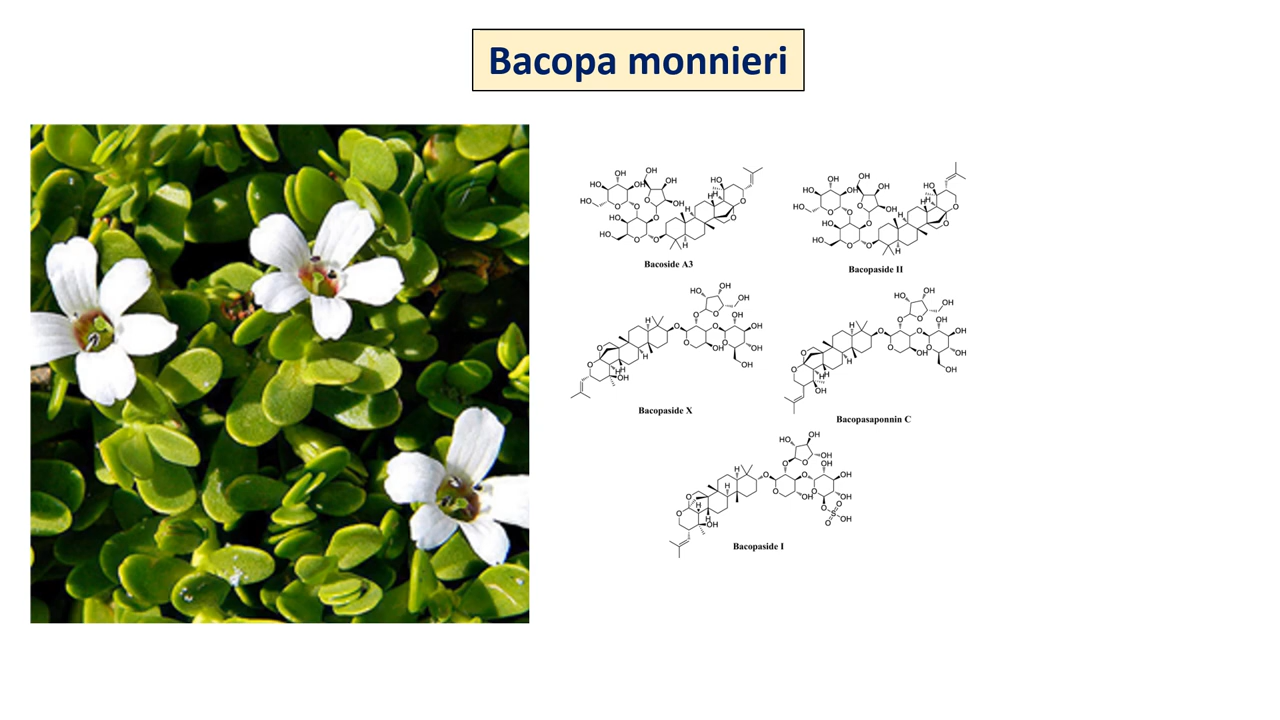 Bacopa monnieri
Bacoside A3
Bacopaside II
Bacopaside X
Bacopasaponnin C
Bacopaside I